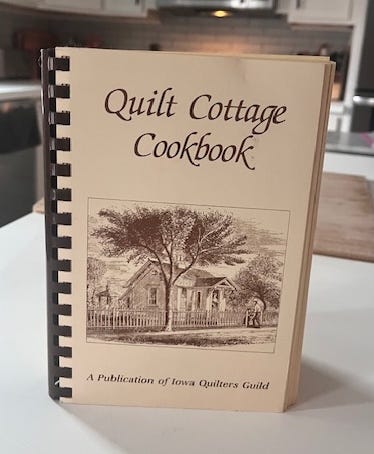 Quilt Cottage
Cookbook
A Publication of Iowa Quilters Guild